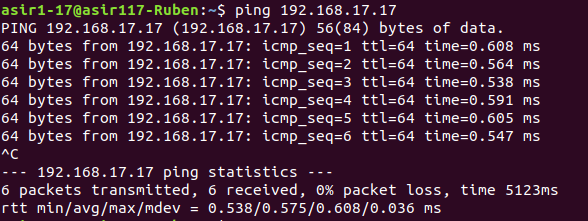 asir1-17@asir117-Ruben:~$ ping 192.168.17.17
PING 192.168.17.17 (192.168.17.17) 56(84) bytes of data.
64 bytes from 192.168.17.17: icmp_seq=1 ttl=64 time=0.608 ms
64 bytes from 192.168.17.17: icmp_seq=2 ttl=64 time=0.564 ms
64 bytes from 192.168.17.17: icmp_seq=3 ttl=64 time=0.538 ms
64 bytes from 192.168.17.17: icmp_seq=4 ttl=64 time=0.591 ms
64 bytes from 192.168.17.17: icmp_seq=5 ttl=64 time=0.605 ms
64 bytes from 192.168.17.17: icmp_seq=6 ttl=64 time=0.547 ms
^C
--- 192.168.17.17 ping statistics ---
6 packets transmitted, 6 received, 0% packet loss, time 5123ms
rtt min/avg/max/mdev = 0.538/0.575/0.608/0.036 ms